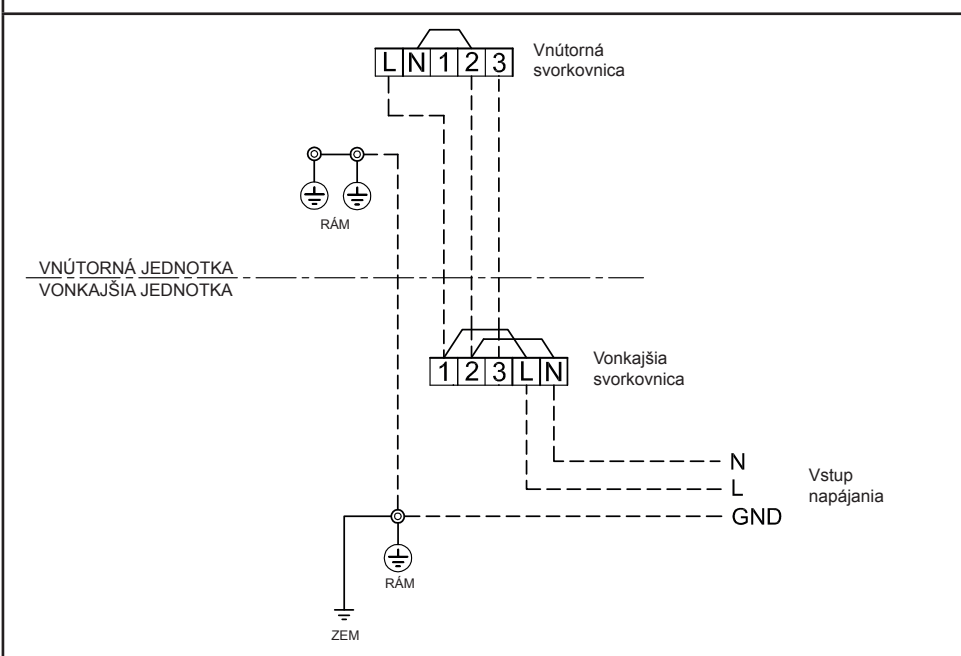 L N 1 2 3
Vnútorná
svorkovnica
RÁM
VNÚTORNÁ JEDNOTKA
VONKAJŠIA JEDNOTKA
1 2 3 L N
Vonkajšia
svorkovnica
N
L
GND
Vstup
napájania
RÁM
ZEM